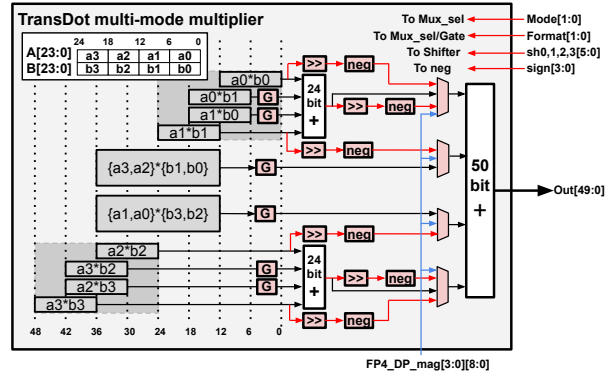 TransDot multi-mode multiplier
To Mux_sel Mode[1:0]
To Mux_sel/Gate Format[1:0]
To Shifter sh0,1,2,3[5:0]
To neg sign[3:0]
24 18 12 6 0
A[23:0] a3 a2 a1 a0
B[23:0] b3 b2 b1 b0
a0*b0
a0*b1 G
a1*b0 G
a1*b1
24 bit +
>> neg
>> neg
>> neg
{a3,a2}*{b1,b0} G
{a1,a0}*{b3,b2} G
50 bit +
Out[49:0]
a2*b2
a3*b2 G
a2*b3 G
a3*b3
24 bit +
>> neg
>> neg
>> neg
48 42 36 30 24 18 12 6 0
FP4_DP_mag[3:0][8:0]